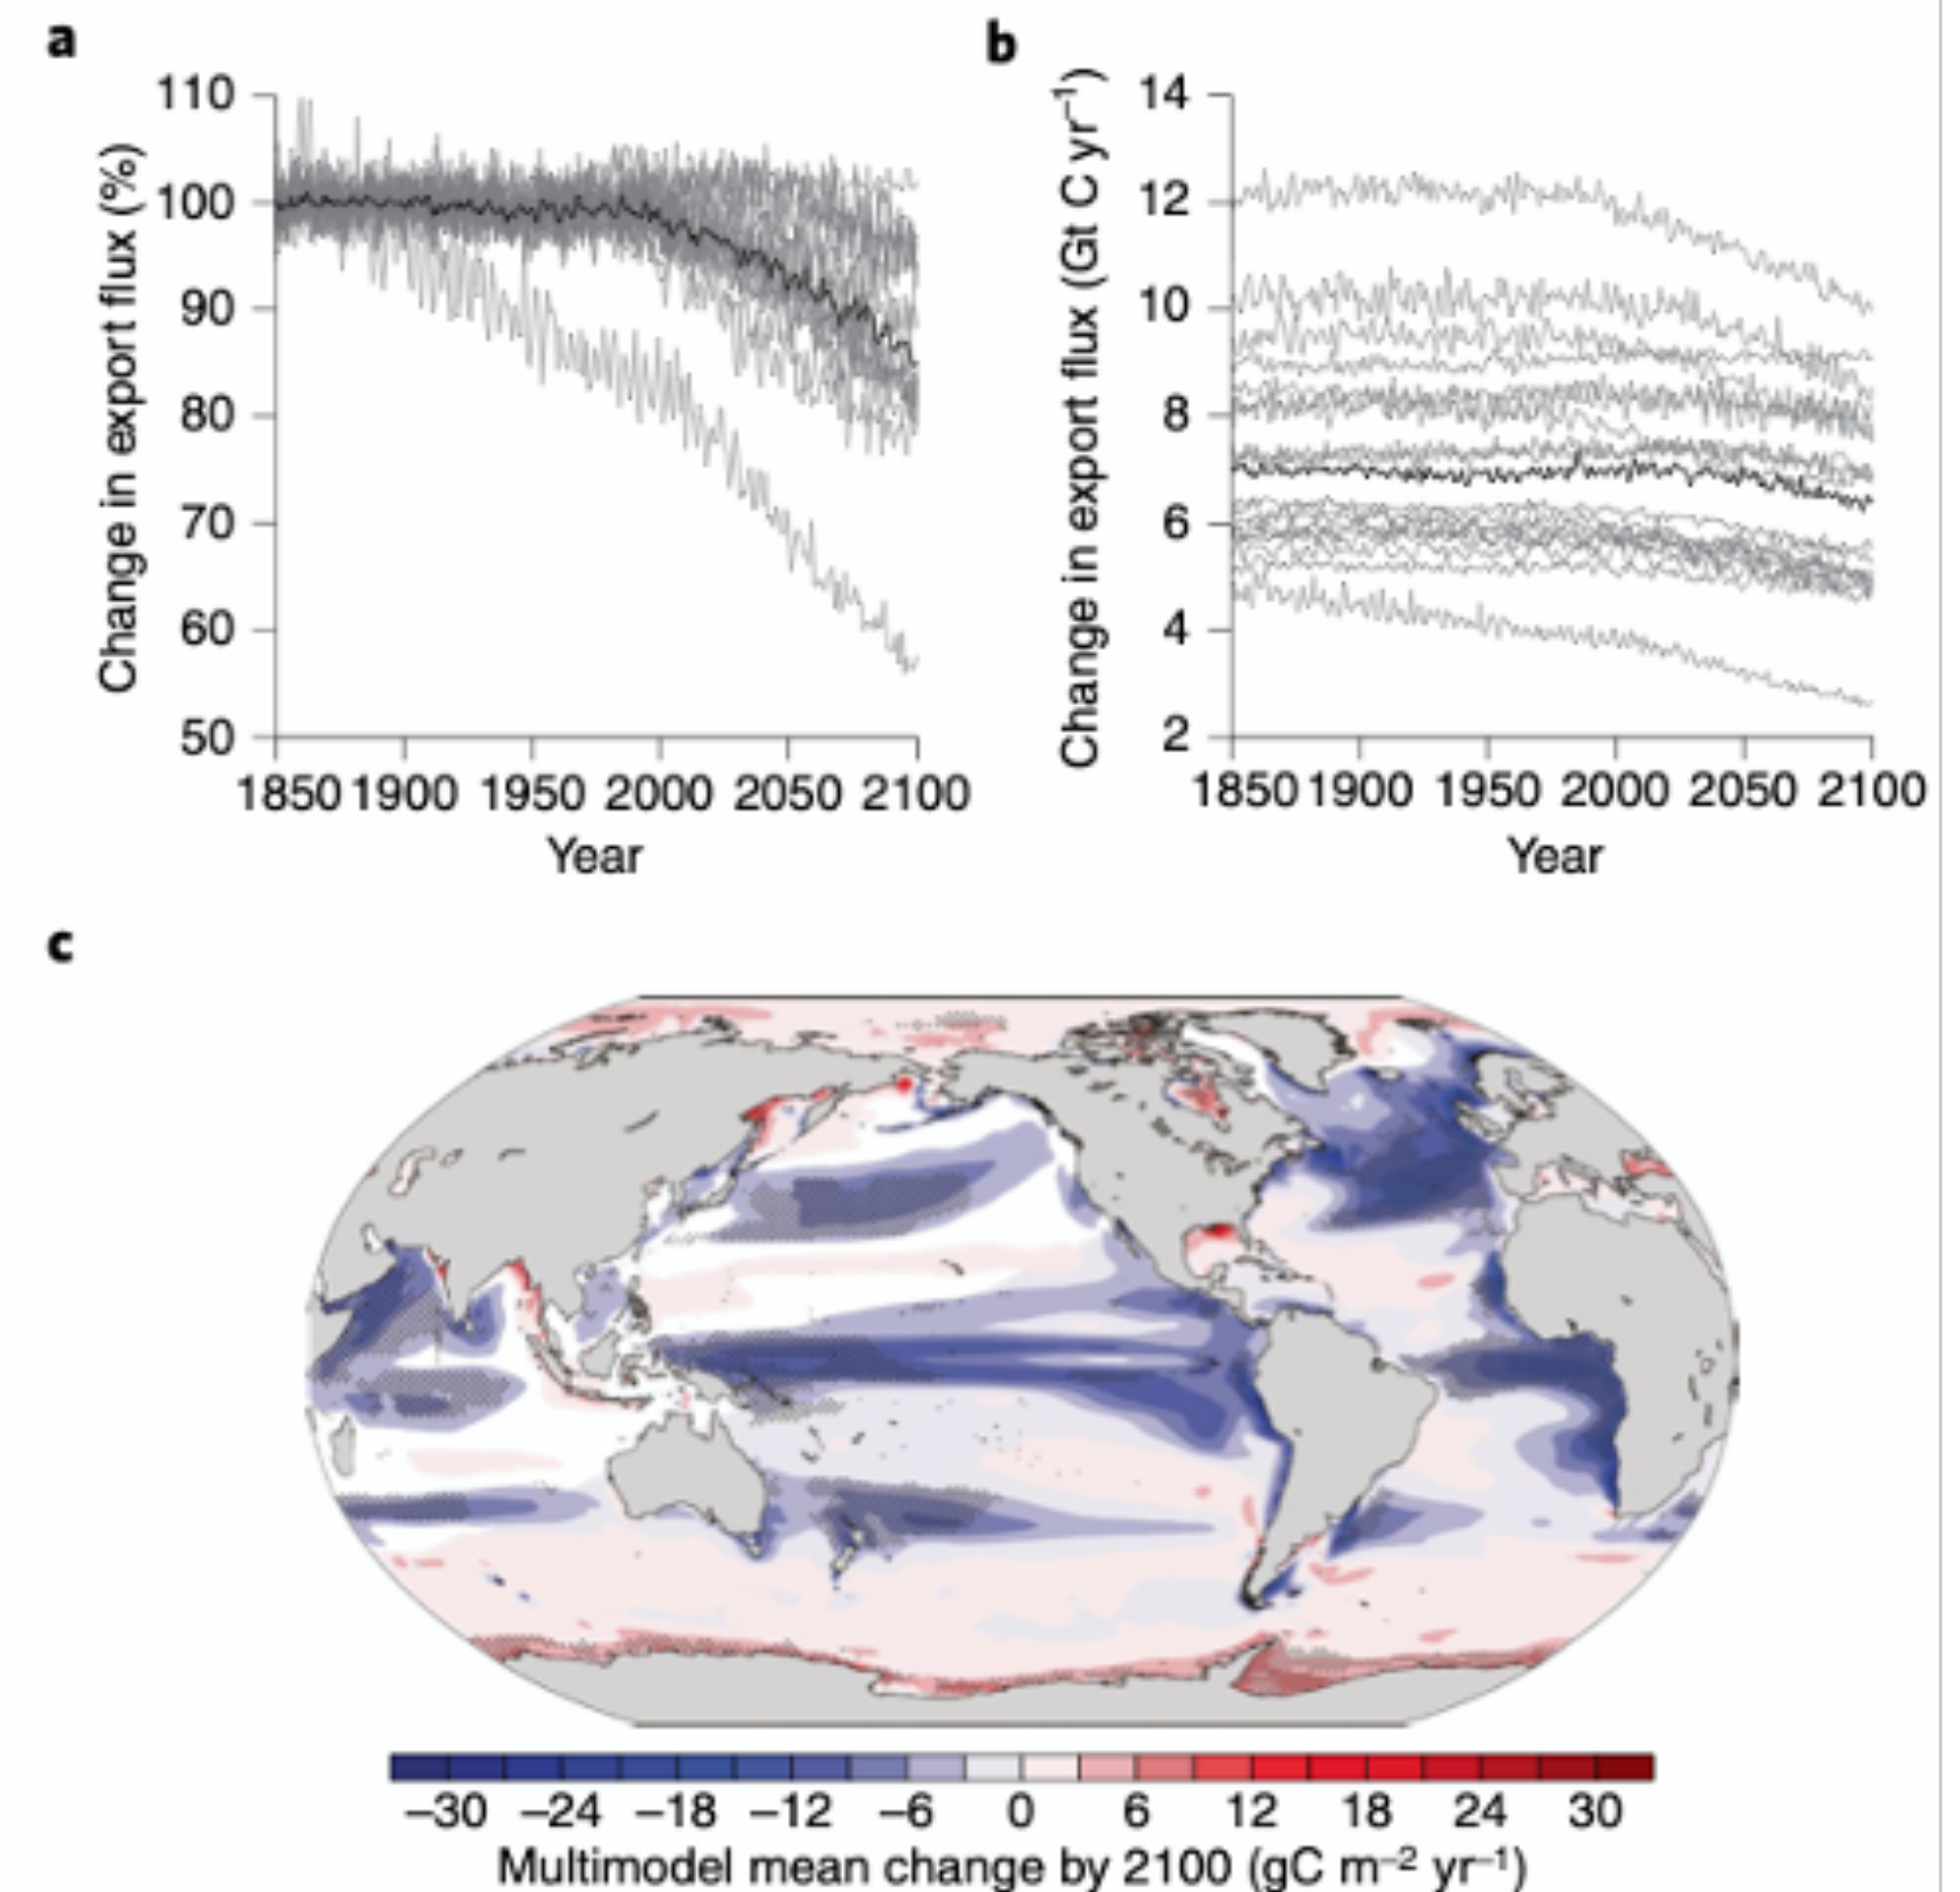 a
Change in export flux (%)
110
100
90
80
70
60
50
1850 1900 1950 2000 2050 2100
Year
b
Change in export flux (Gt C yr⁻¹)
14
12
10
8
6
4
2
1850 1900 1950 2000 2050 2100
Year
c
–30 –24 –18 –12 –6 0 6 12 18 24 30
Multimodel mean change by 2100 (gC m⁻² yr⁻¹)